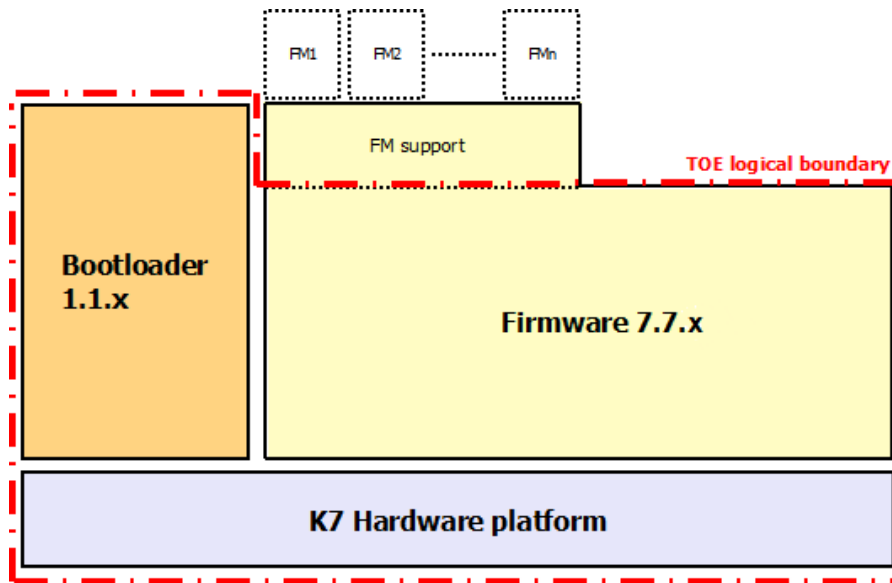 FM1
FM2
FMn
FM support
TOE logical boundary
Bootloader
1.1.x
Firmware 7.7.x
K7 Hardware platform